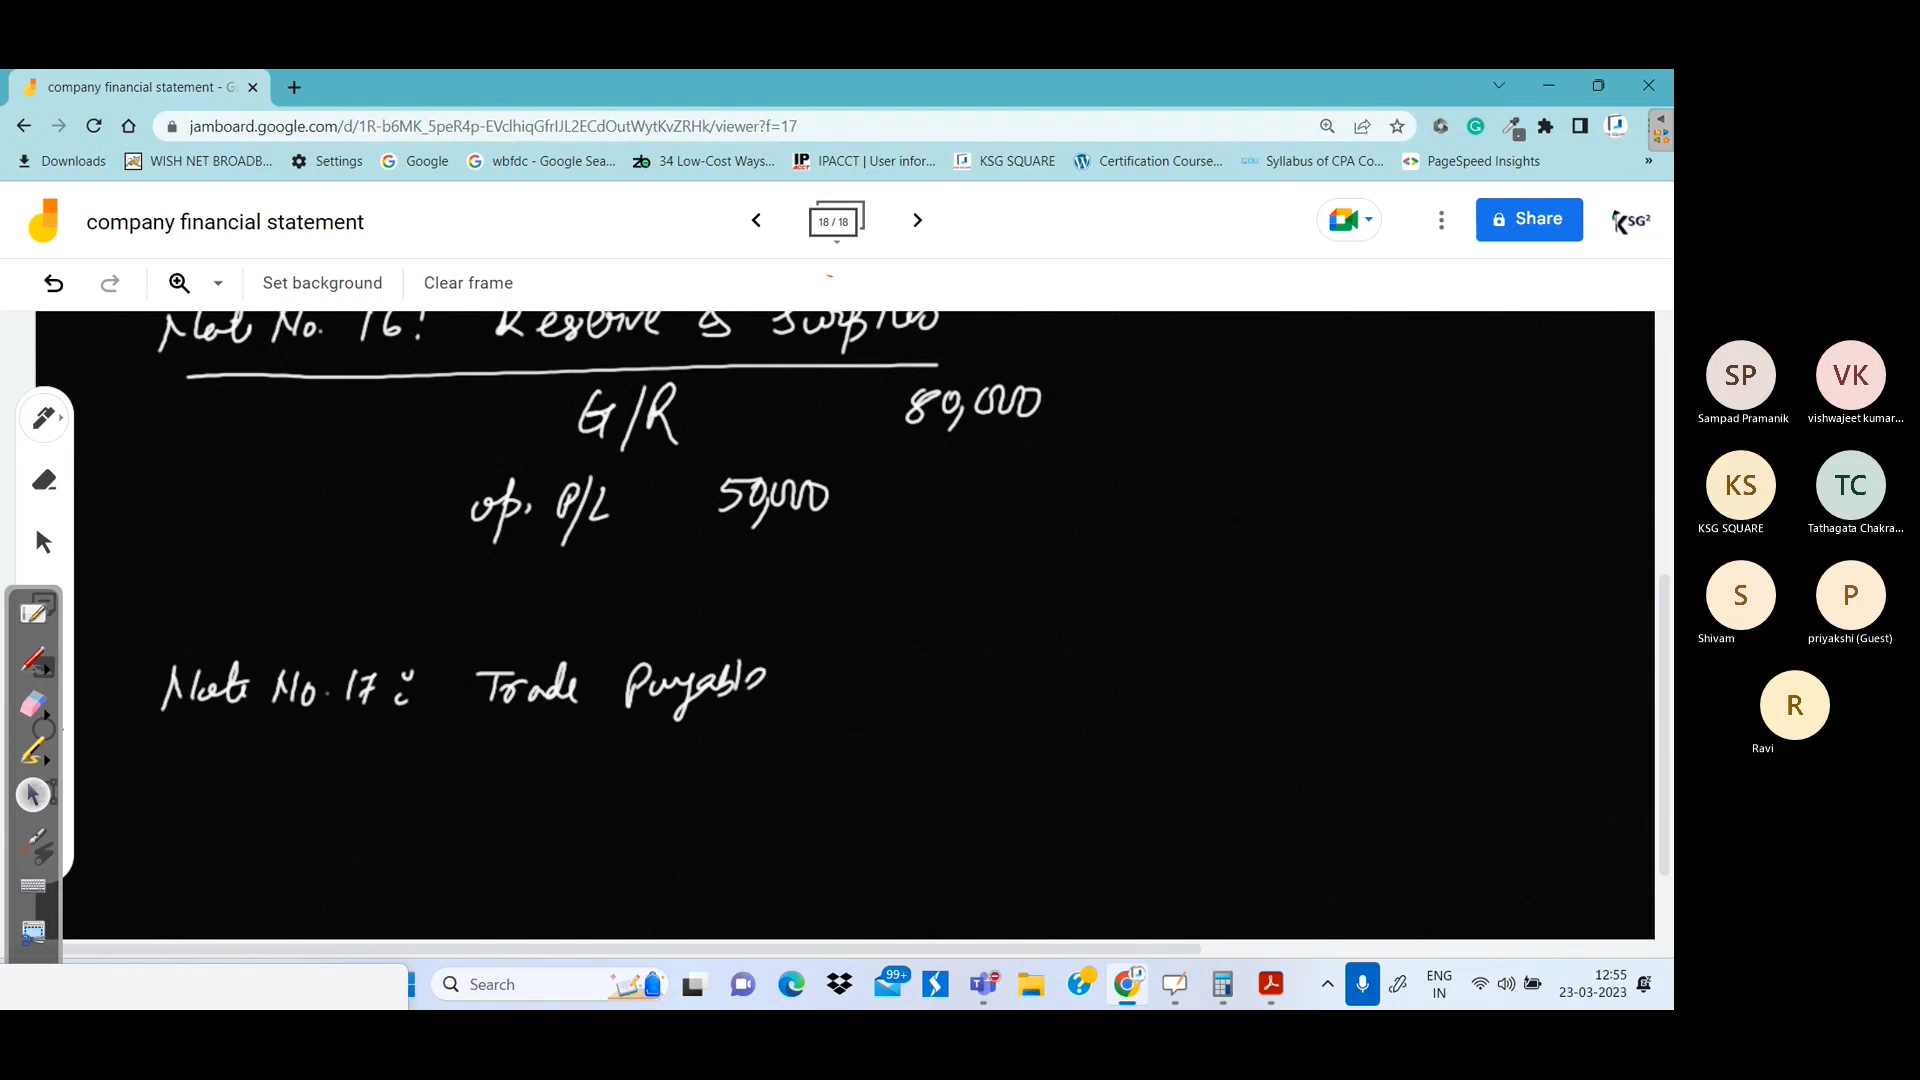 company financial statement - G
jamboard.google.com/d/1R-b6MK_5peR4p-EVclhiqGfrIJL2ECdOutWytKvZRHk/viewer?f=17
Downloads WISH NET BROADB... Settings Google wbfdc - Google Sea... 34 Low-Cost Ways... IPACCT | User infor... KSG SQUARE Certification Course... Syllabus of CPA Co... PageSpeed Insights »
company financial statement
18 / 18
Share
KSG²
Set background
Clear frame
Note No. 16: Reserve & Surplus
G/R 80,000
op. P/L 50,000
Note No. 17: Trade Payable
SP
Sampad Pramanik
VK
vishwajeet kumar...
KS
KSG SQUARE
TC
Tathagata Chakra...
S
Shivam
P
priyakshi (Guest)
R
Ravi
Search
99+
ENG
IN
12:55
23-03-2023